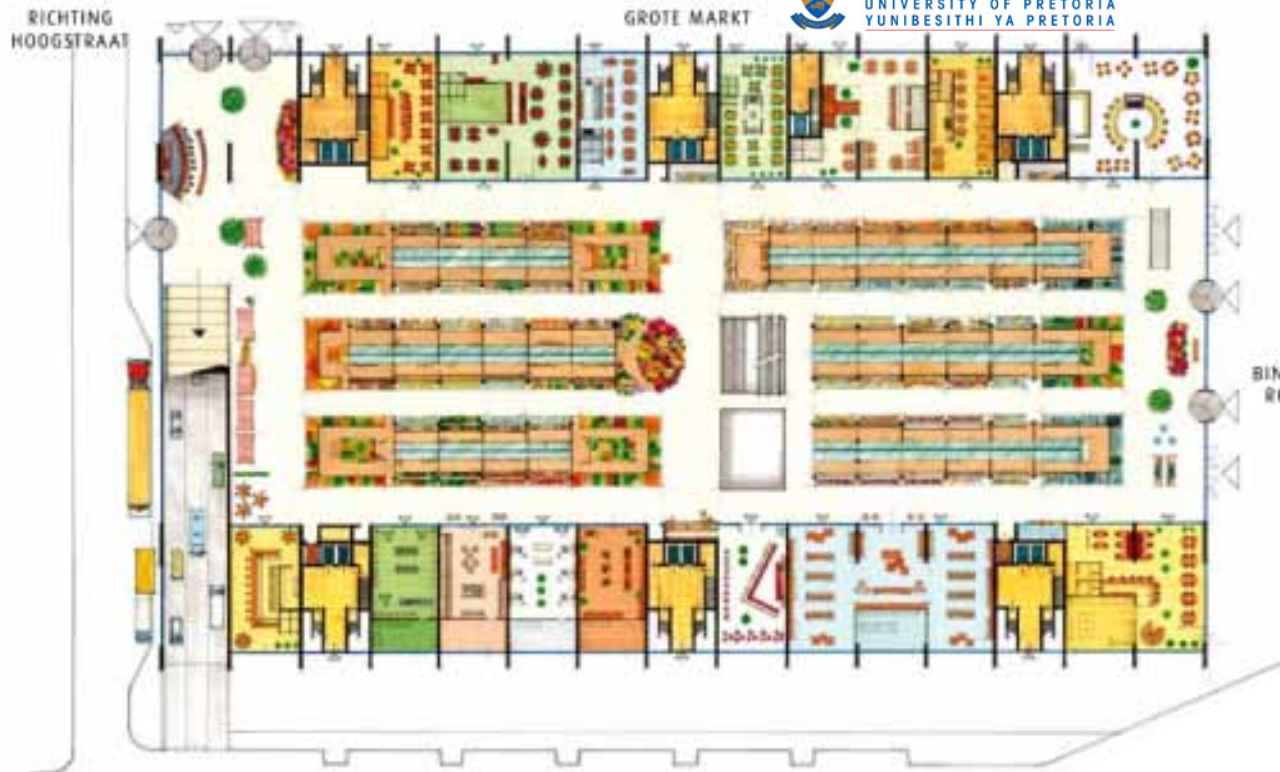 RICHTING
HOOGSTRAAT
GROTE MARKT
UNIVERSITY OF PRETORIA
YUNIBESITHI YA PRETORIA